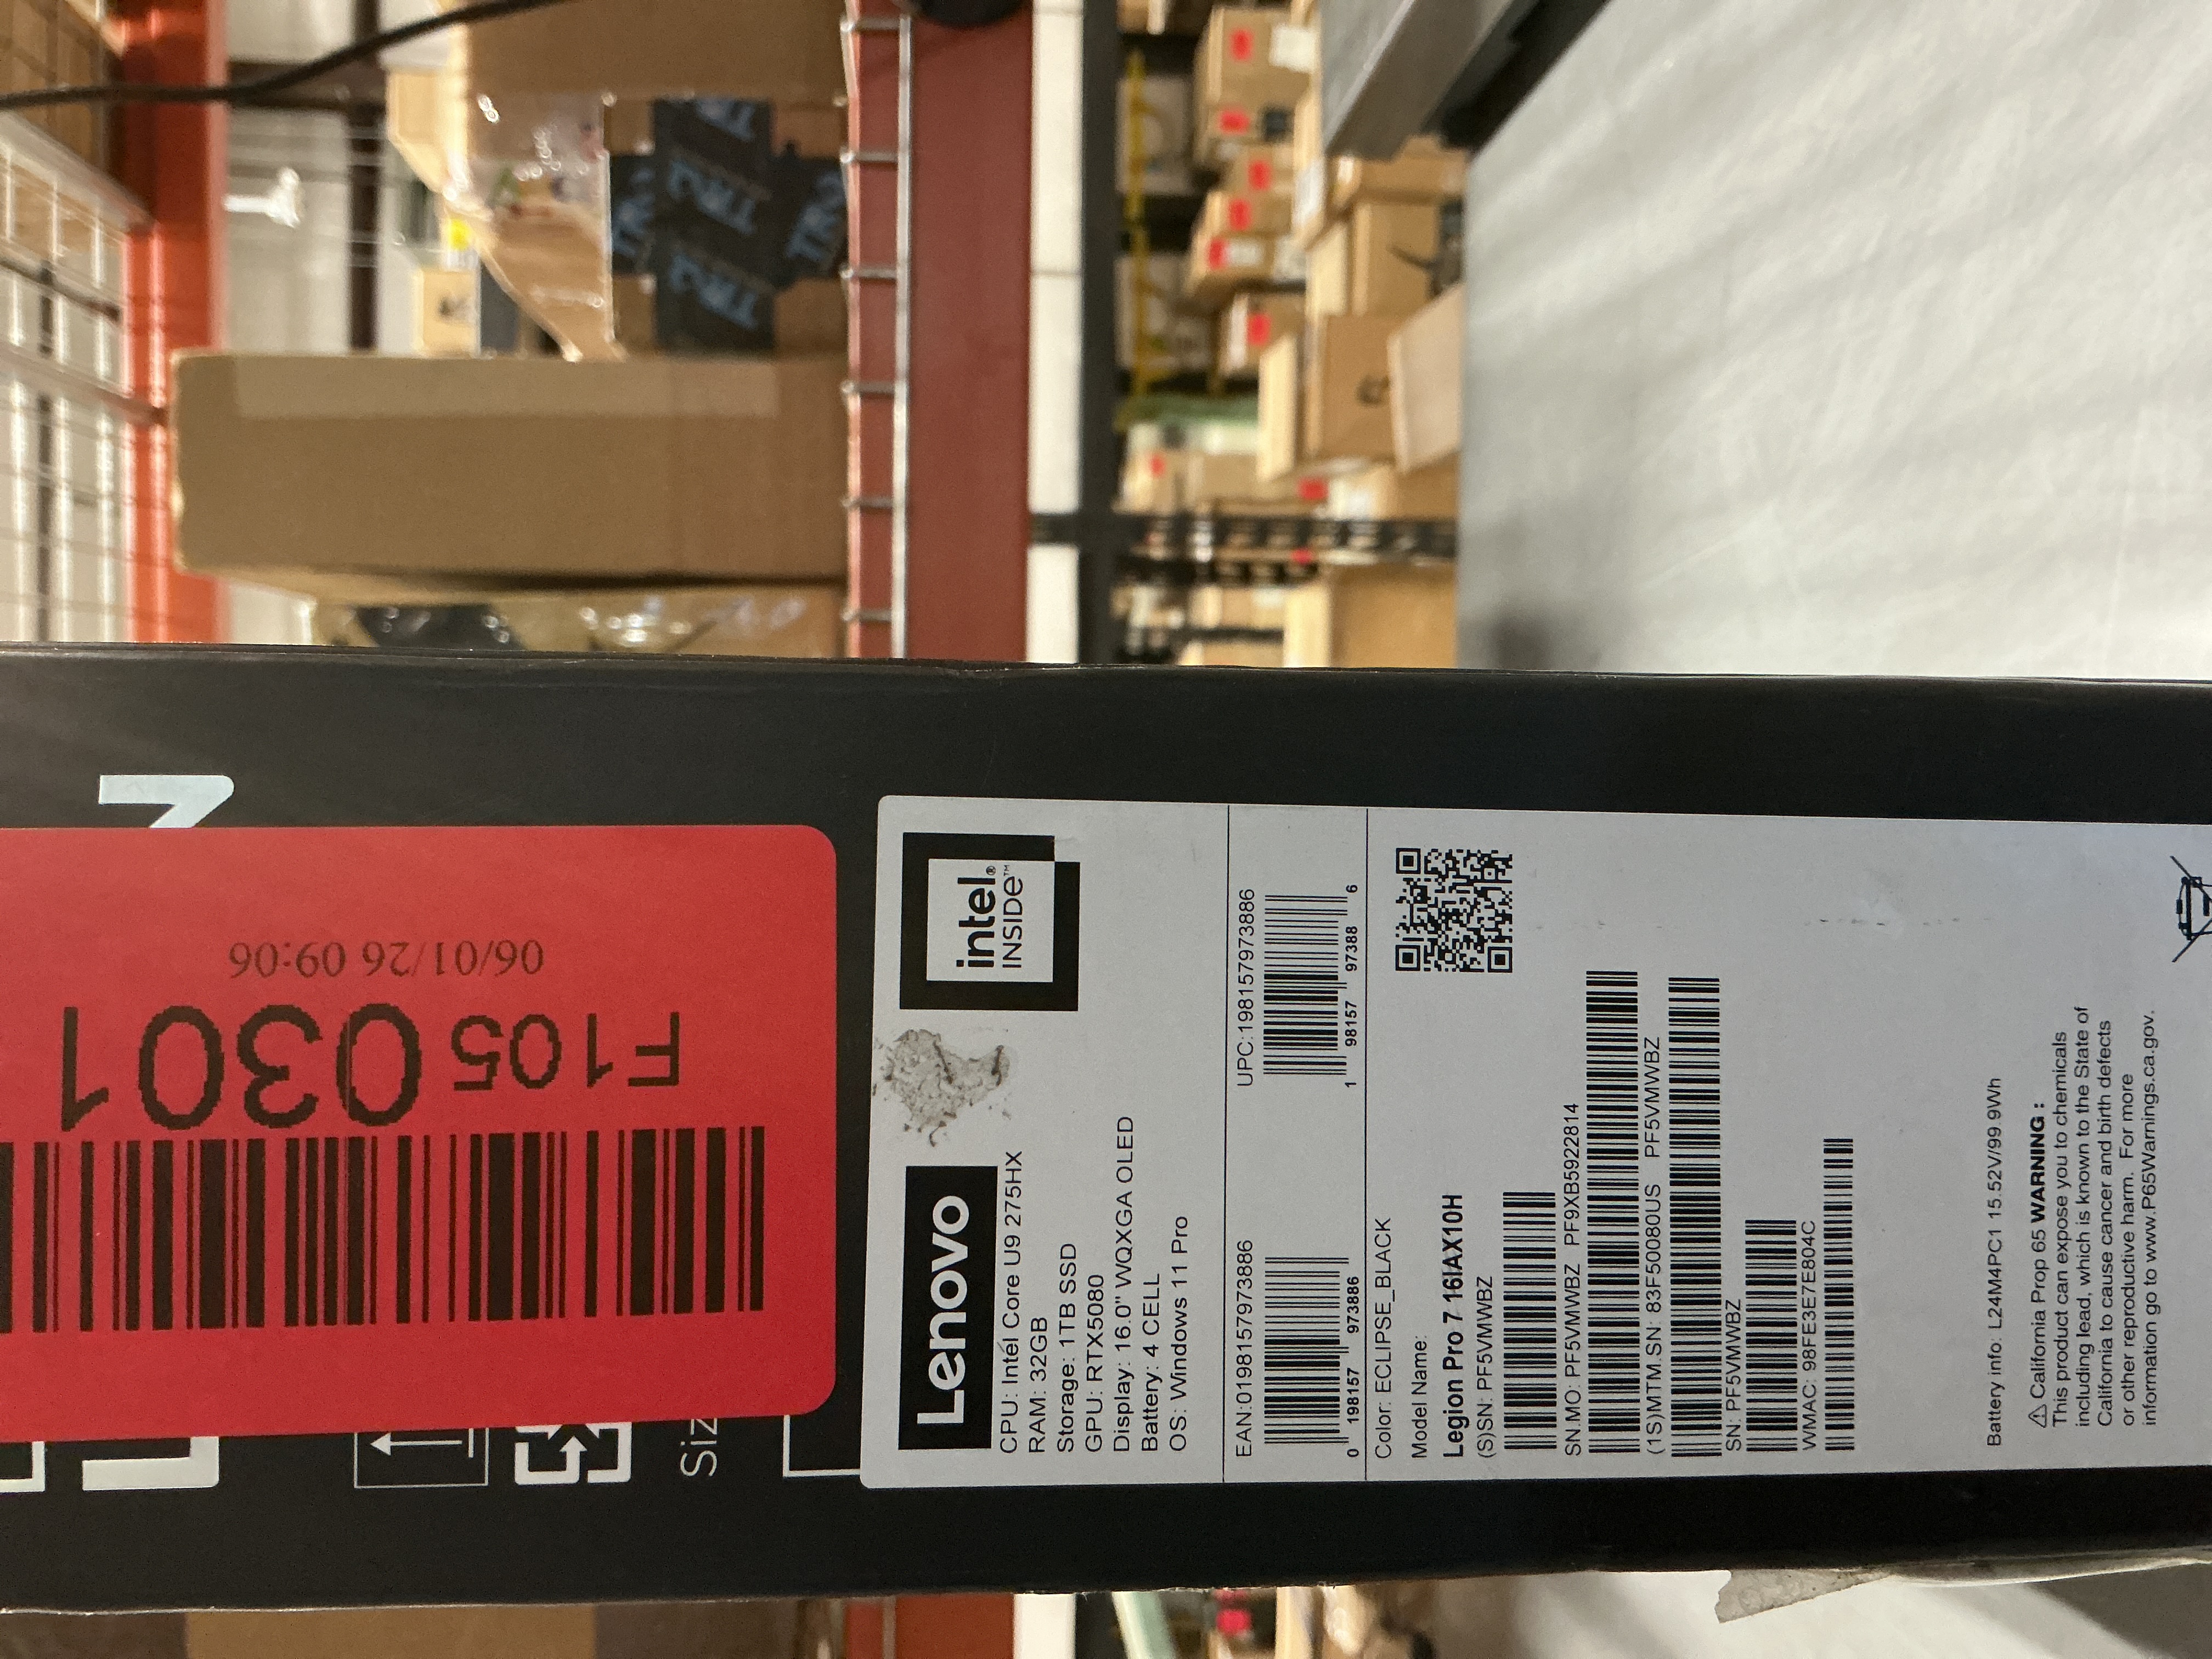 06/01/26 09:06
F105 0301
Siz
Lenovo
intel®
INSIDE™
CPU: Intel Core U9 275HX
RAM: 32GB
Storage: 1TB SSD
GPU: RTX5080
Display: 16.0" WQXGA OLED
Battery: 4 CELL
OS: Windows 11 Pro
EAN:0198157973886
0 198157 973886
UPC:198157973886
1 98157 97388 6
Color: ECLIPSE_BLACK
Model Name:
Legion Pro 7 16IAX10H
(S)SN: PF5VMWBZ
SN.MO: PF5VMWBZ PF9XB5922814
(1S)MTM.SN: 83F50080US PF5VMWBZ
SN: PF5VMWBZ
WMAC: 98FE3E7E804C
Battery info: L24M4PC1 15.52V/99.9Wh
⚠ California Prop 65 WARNING :
This product can expose you to chemicals
including lead, which is known to the State of
California to cause cancer and birth defects
or other reproductive harm. For more
information go to www.P65Warnings.ca.gov.